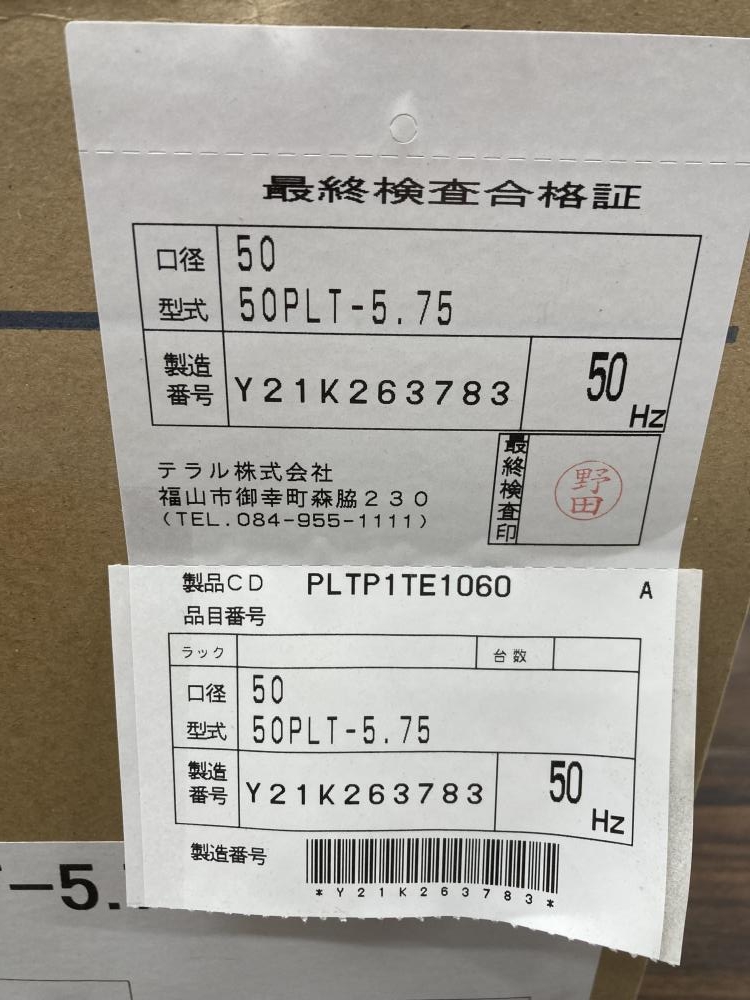 最終検査合格証
口径 50
型式 50PLT-5.75
製造番号 Y21K263783 50Hz
テラル株式会社
福山市御幸町森脇230
(TEL.084-955-1111)
最終検査印 野田
製品CD PLTP1TE1060 A
品目番号
ラック 台数
口径 50
型式 50PLT-5.75
製造番号 Y21K263783 50Hz
製造番号
*Y21K263783*
-5.